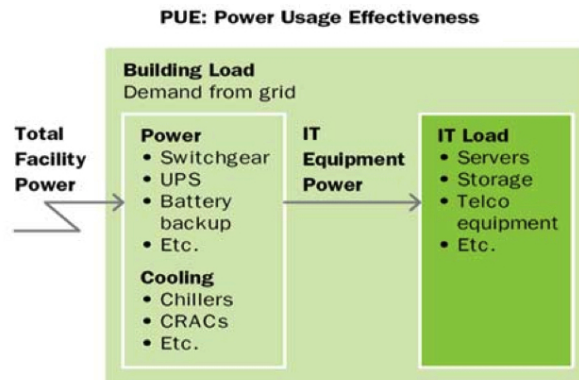 PUE: Power Usage Effectiveness
Building Load
Demand from grid
Total
Facility
Power
Power
• Switchgear
• UPS
• Battery
backup
• Etc.
Cooling
• Chillers
• CRACs
• Etc.
IT
Equipment
Power
IT Load
• Servers
• Storage
• Telco
equipment
• Etc.